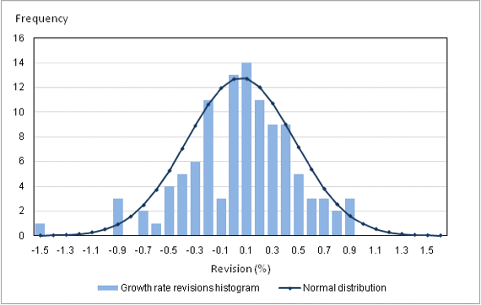 Frequency
16
14
12
10
8
6
4
2
0
-1.5 -1.3 -1.1 -0.9 -0.7 -0.5 -0.3 -0.1 0.1 0.3 0.5 0.7 0.9 1.1 1.3 1.5
Revision (%)
Growth rate revisions histogram Normal distribution